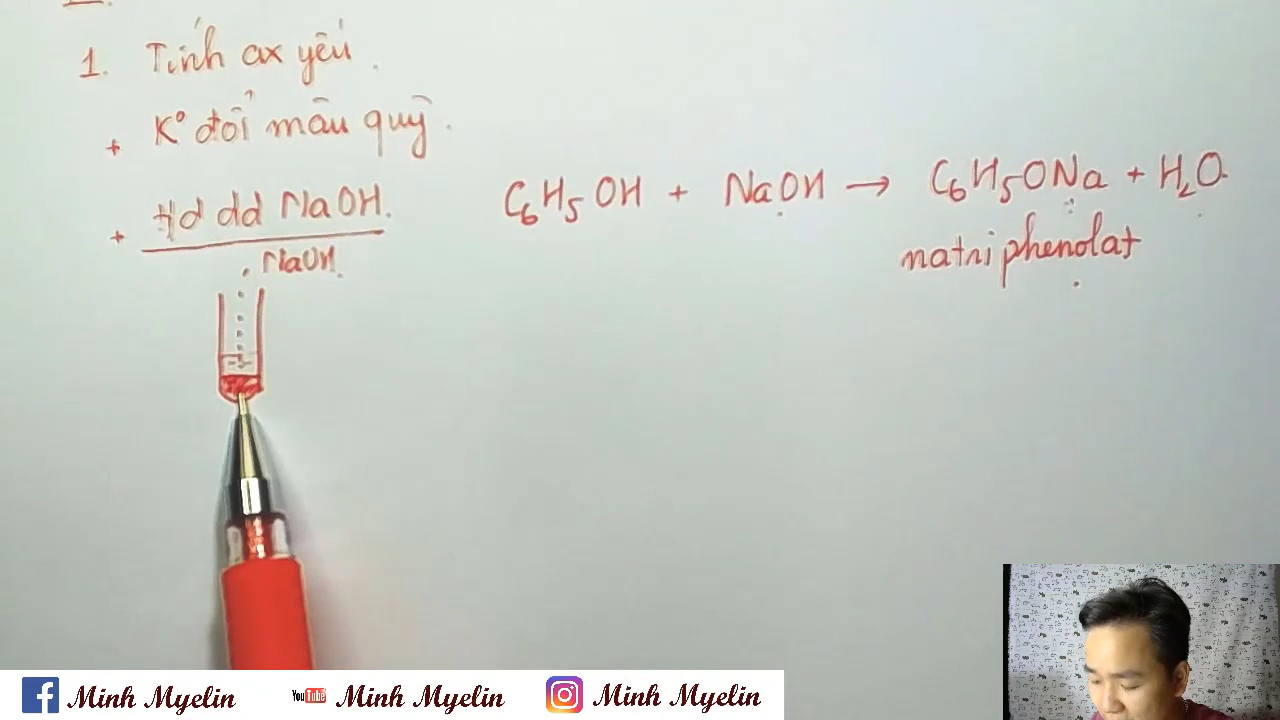 1. Tính ax yếu.
+ K° đổi màu quỳ.
+ t/d dd NaOH.
C₆H₅OH + NaOH → C₆H₅ONa + H₂O.
natri phenolat
NaOH
Minh Myelin
YouTube Minh Myelin
Minh Myelin